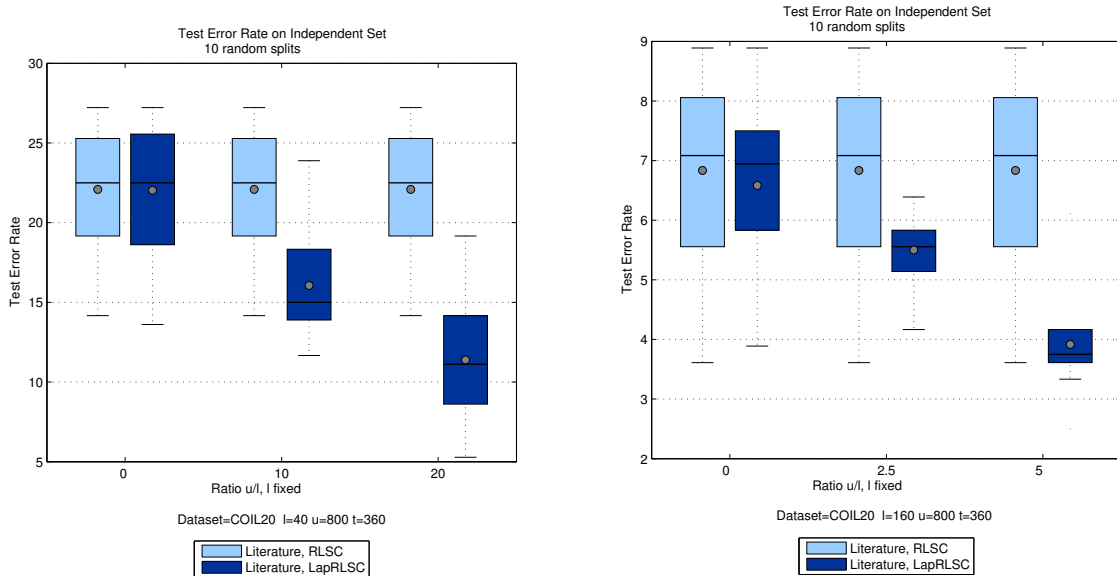 Test Error Rate on Independent Set
10 random splits
30
25
20
15
10
5
Test Error Rate
0
10
20
Ratio u/l, l fixed
Dataset=COIL20 l=40 u=800 t=360
Literature, RLSC
Literature, LapRLSC
Test Error Rate on Independent Set
10 random splits
9
8
7
6
5
4
3
2
Test Error Rate
0
2.5
5
Ratio u/l, l fixed
Dataset=COIL20 l=160 u=800 t=360
Literature, RLSC
Literature, LapRLSC